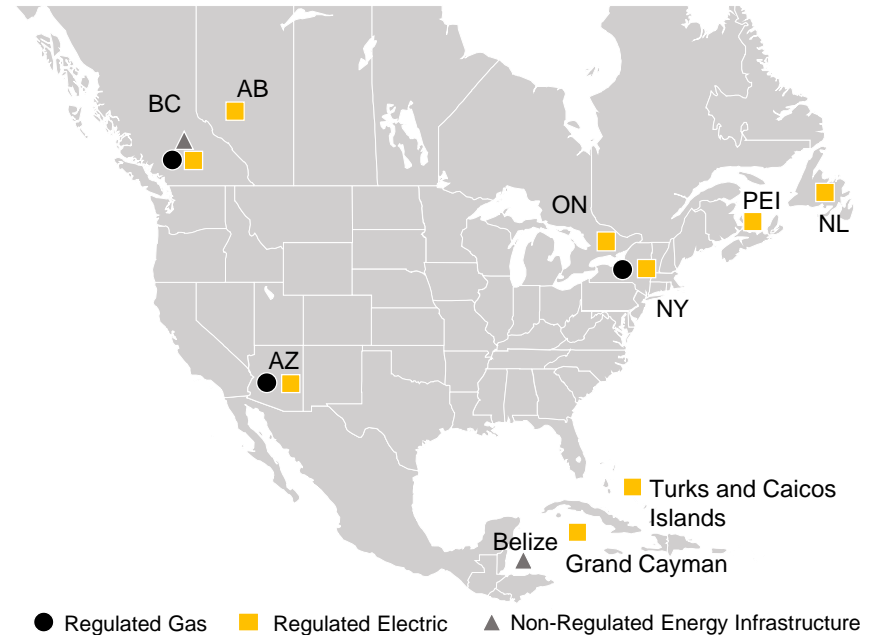 AB
BC
ON
PEI
NL
NY
AZ
Turks and Caicos
Islands
Belize
Grand Cayman
Regulated Gas
Regulated Electric
Non-Regulated Energy Infrastructure